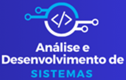 Análise e
Desenvolvimento de
SISTEMAS